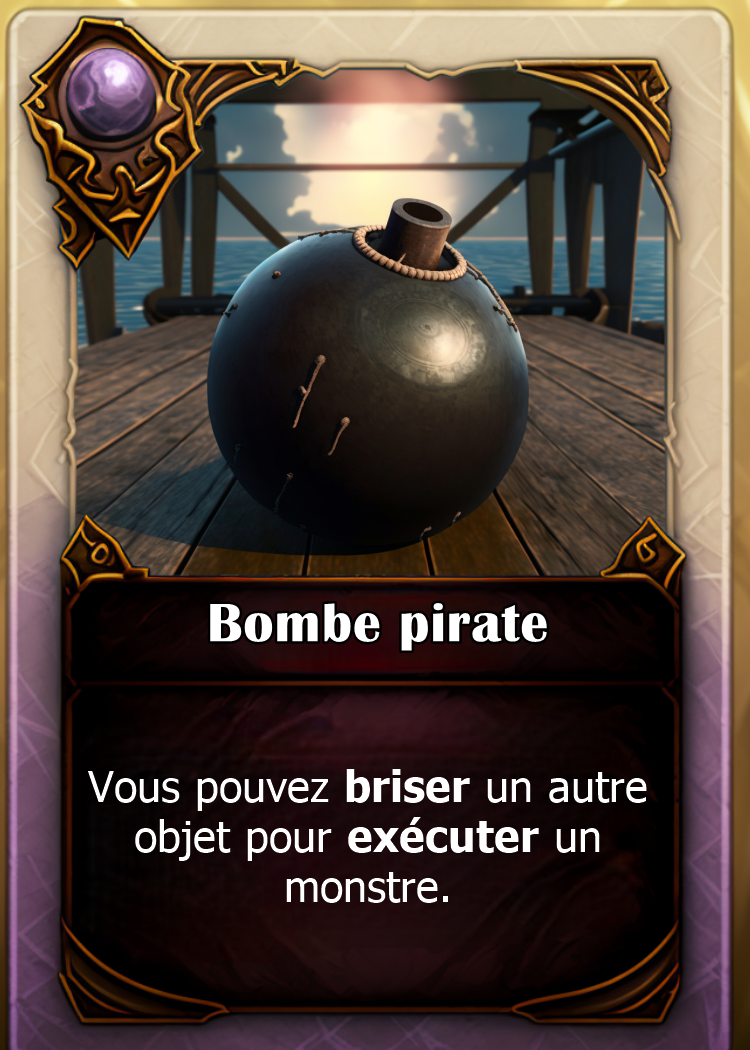 Bombe pirate
Vous pouvez briser un autre
objet pour exécuter un
monstre.